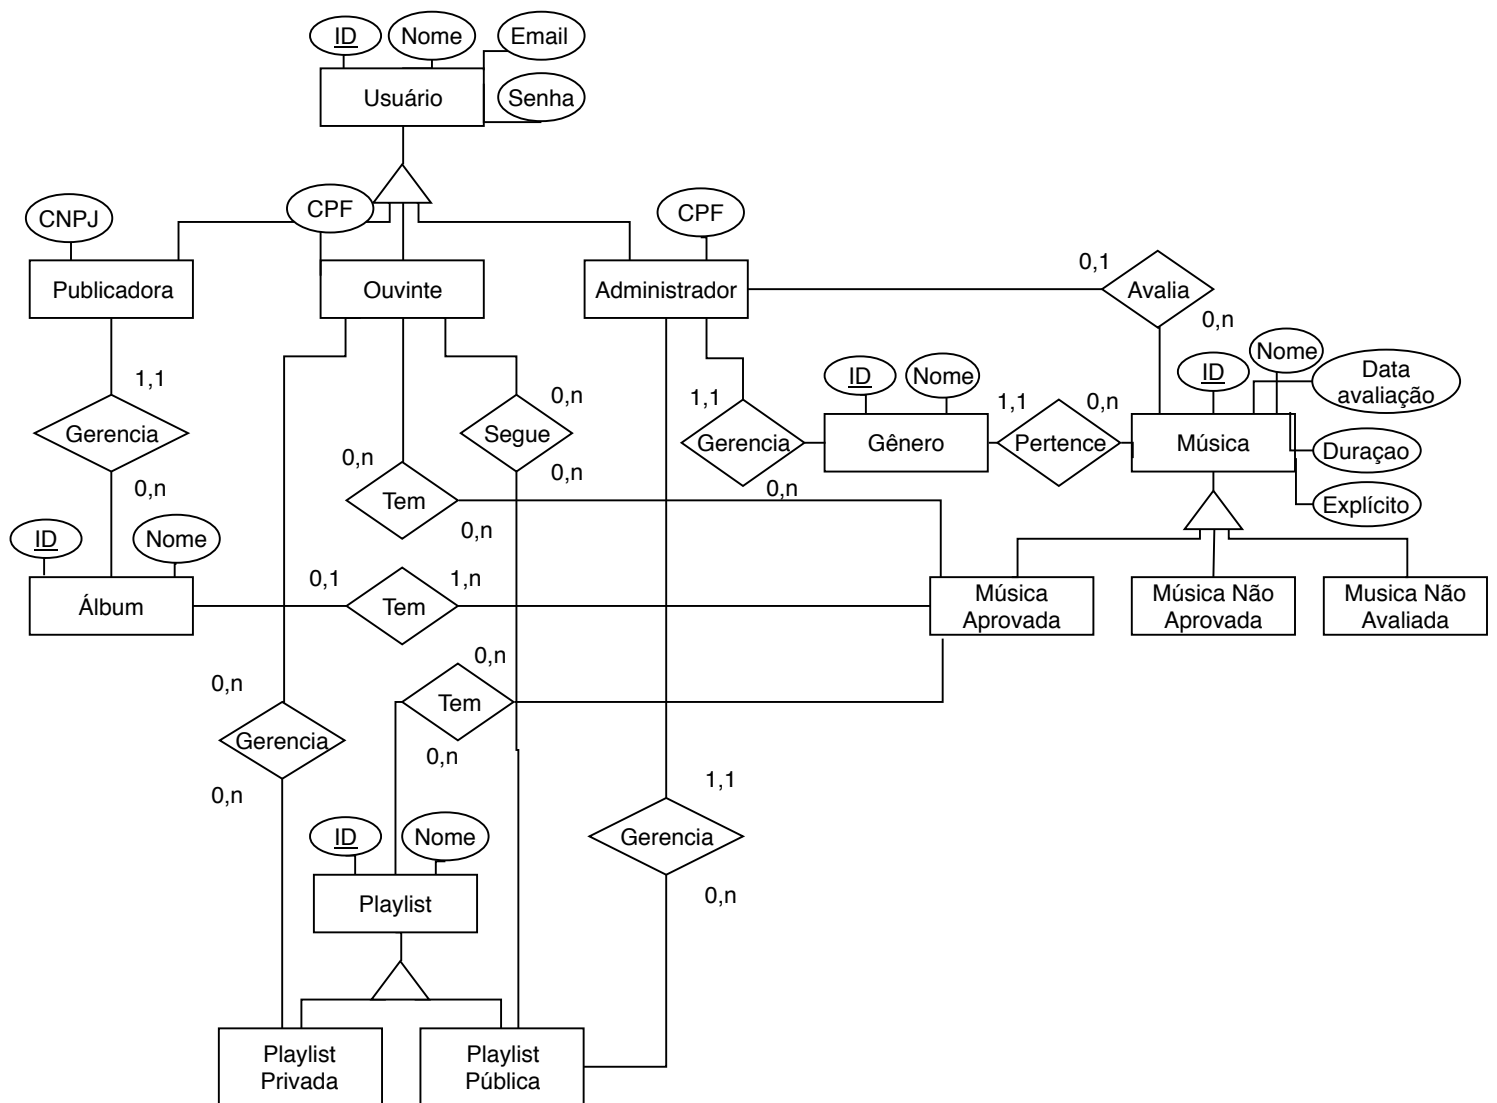 ID
Nome
Email
Usuário
Senha
CNPJ
CPF
CPF
Publicadora
Ouvinte
Administrador
0,1
Avalia
0,n
1,1
Gerencia
0,n
0,n
Segue
0,n
1,1
Gerencia
0,n
ID
Nome
Gênero
1,1
Pertence
0,n
ID
Nome
Data
avaliação
Música
Duraçao
Explícito
0,n
Tem
0,n
ID
Nome
Álbum
0,1
Tem
1,n
Música
Aprovada
Música Não
Aprovada
Musica Não
Avaliada
0,n
Tem
0,n
0,n
Gerencia
0,n
1,1
Gerencia
0,n
ID
Nome
Playlist
Playlist
Privada
Playlist
Pública